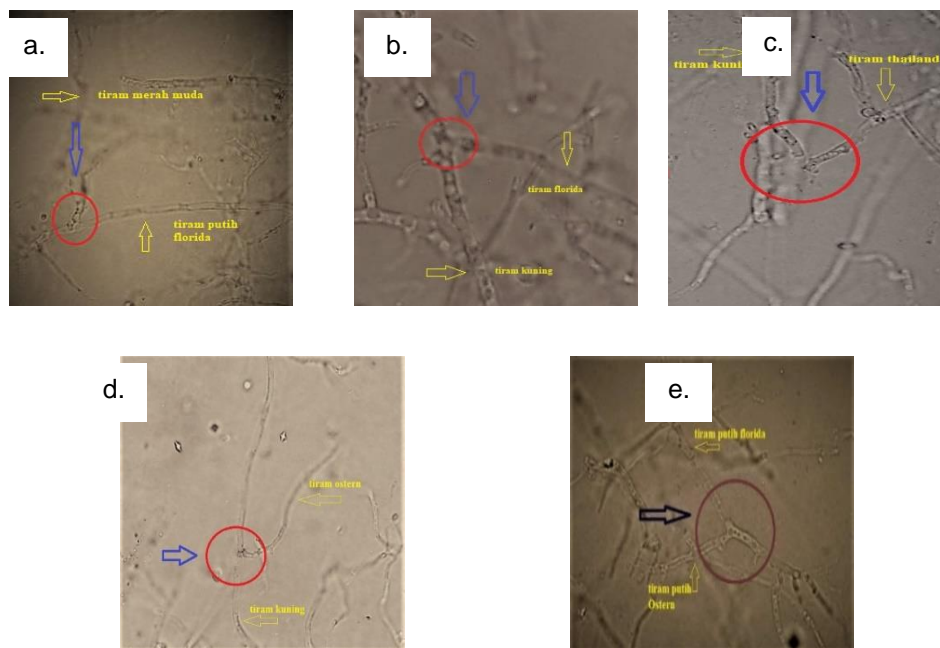 a.
tiram merah muda
tiram putih
florida
b.
tiram florida
tiram kuning
c.
tiram kuni
tiram thailand
d.
tiram ostern
tiram kuning
e.
tiram putih florida
tiram putih
Ostern